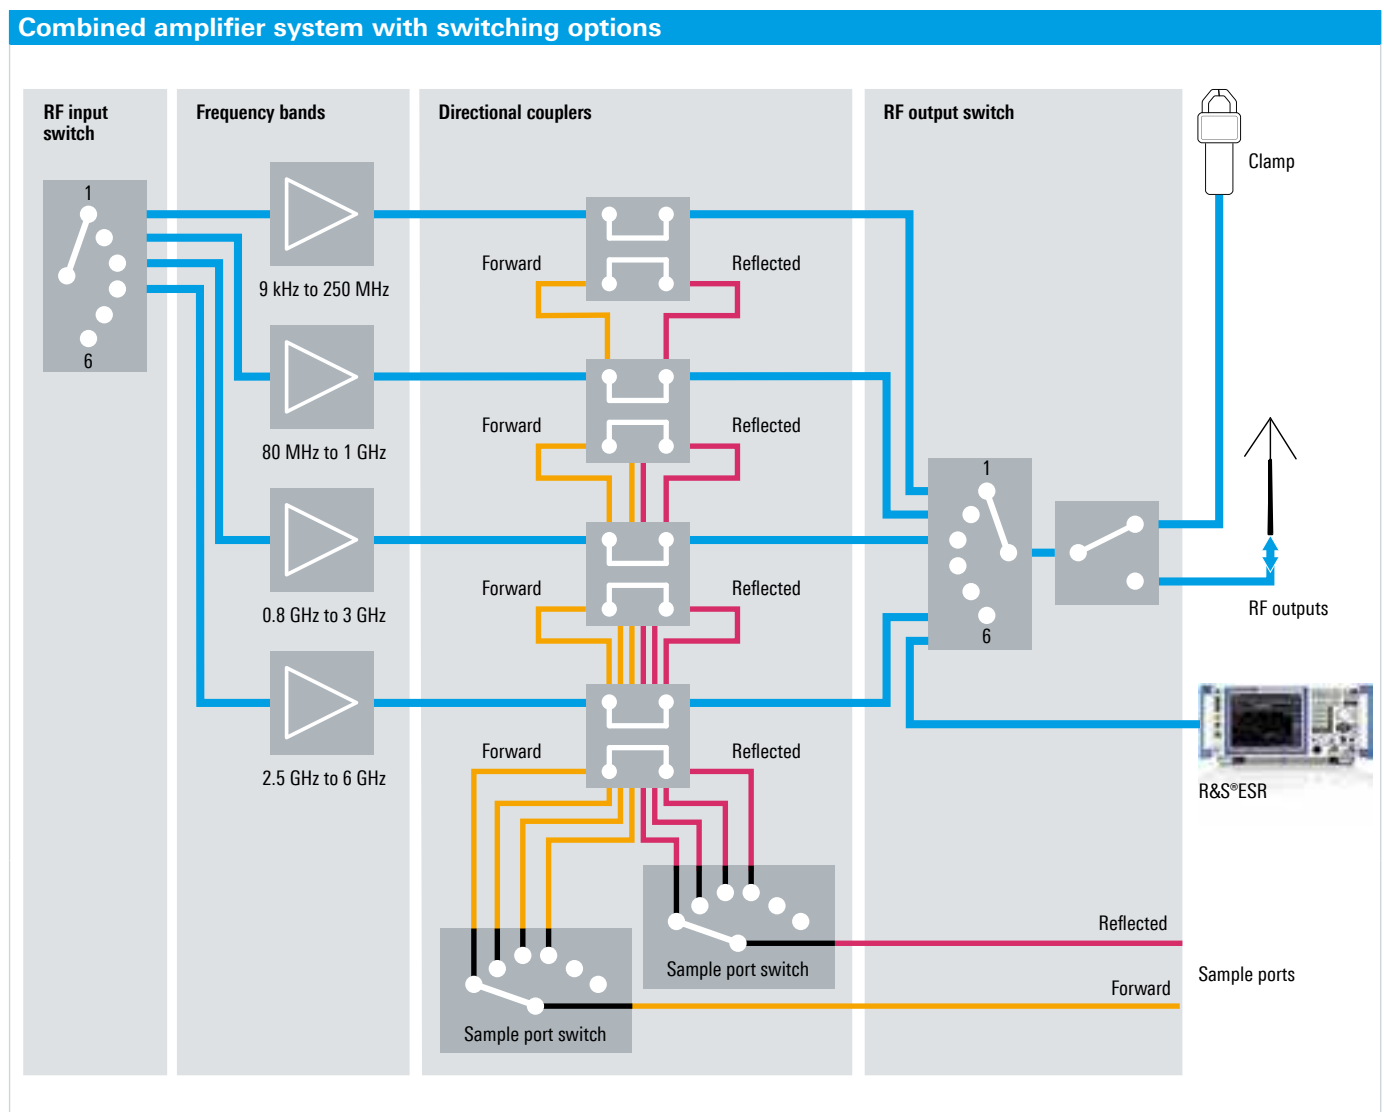 Combined amplifier system with switching options
RF input
switch
Frequency bands
Directional couplers
RF output switch
Clamp
1
6
9 kHz to 250 MHz
Forward
Reflected
80 MHz to 1 GHz
Forward
Reflected
0.8 GHz to 3 GHz
Forward
Reflected
2.5 GHz to 6 GHz
Forward
Reflected
1
6
RF outputs
R&S®ESR
Sample port switch
Sample port switch
Reflected
Forward
Sample ports